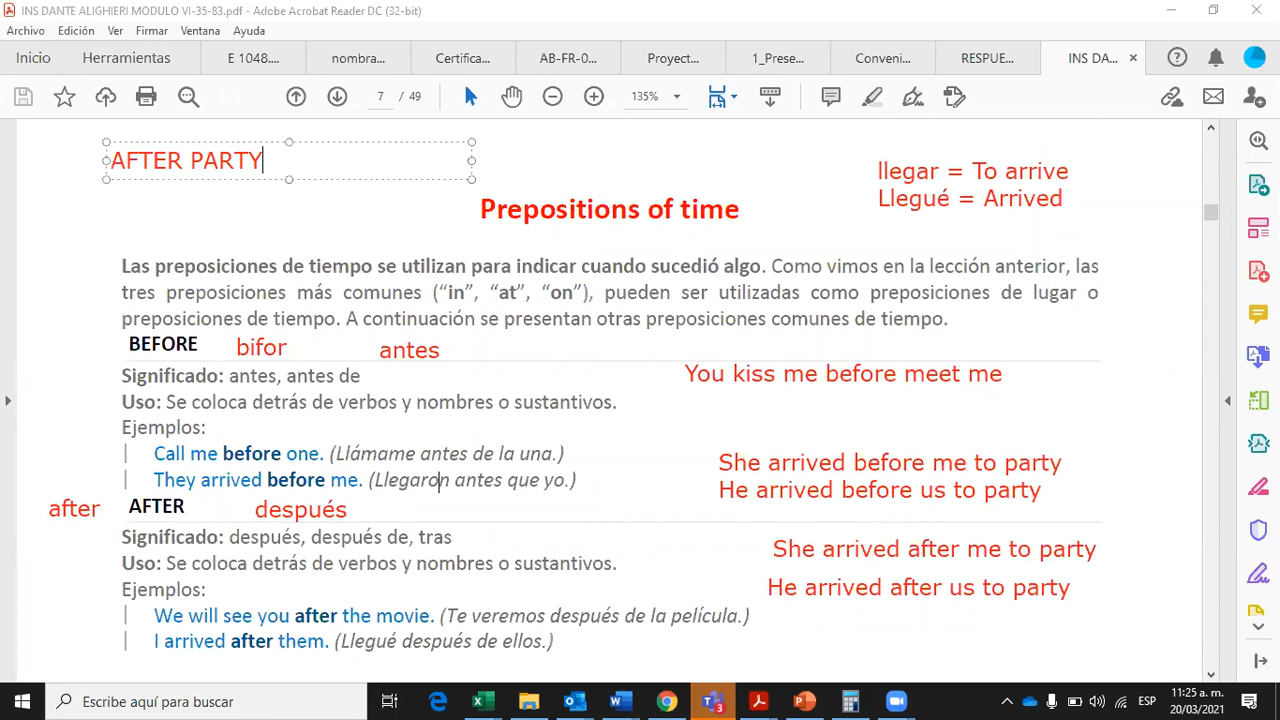 INS DANTE ALIGHIERI MODULO VI-35-83.pdf - Adobe Acrobat Reader DC (32-bit)
Archivo Edición Ver Firmar Ventana Ayuda
Inicio Herramientas E 1048.... nombra... Certifica... AB-FR-0... Proyect... 1_Prese... Conveni... RESPUE... INS DA... ×
7 / 49 135%
AFTER PARTY
llegar = To arrive
Llegué = Arrived
Prepositions of time
Las preposiciones de tiempo se utilizan para indicar cuando sucedió algo. Como vimos en la lección anterior, las
tres preposiciones más comunes (“in”, “at”, “on”), pueden ser utilizadas como preposiciones de lugar o
preposiciones de tiempo. A continuación se presentan otras preposiciones comunes de tiempo.
BEFORE bifor antes
Significado: antes, antes de
You kiss me before meet me
Uso: Se coloca detrás de verbos y nombres o sustantivos.
Ejemplos:
Call me before one. (Llámame antes de la una.)
She arrived before me to party
They arrived before me. (Llegaron antes que yo.)
He arrived before us to party
after AFTER después
Significado: después, después de, tras
She arrived after me to party
Uso: Se coloca detrás de verbos y nombres o sustantivos.
He arrived after us to party
Ejemplos:
We will see you after the movie. (Te veremos después de la película.)
I arrived after them. (Llegué después de ellos.)
Escribe aquí para buscar
3
ESP
11:25 a. m.
20/03/2021